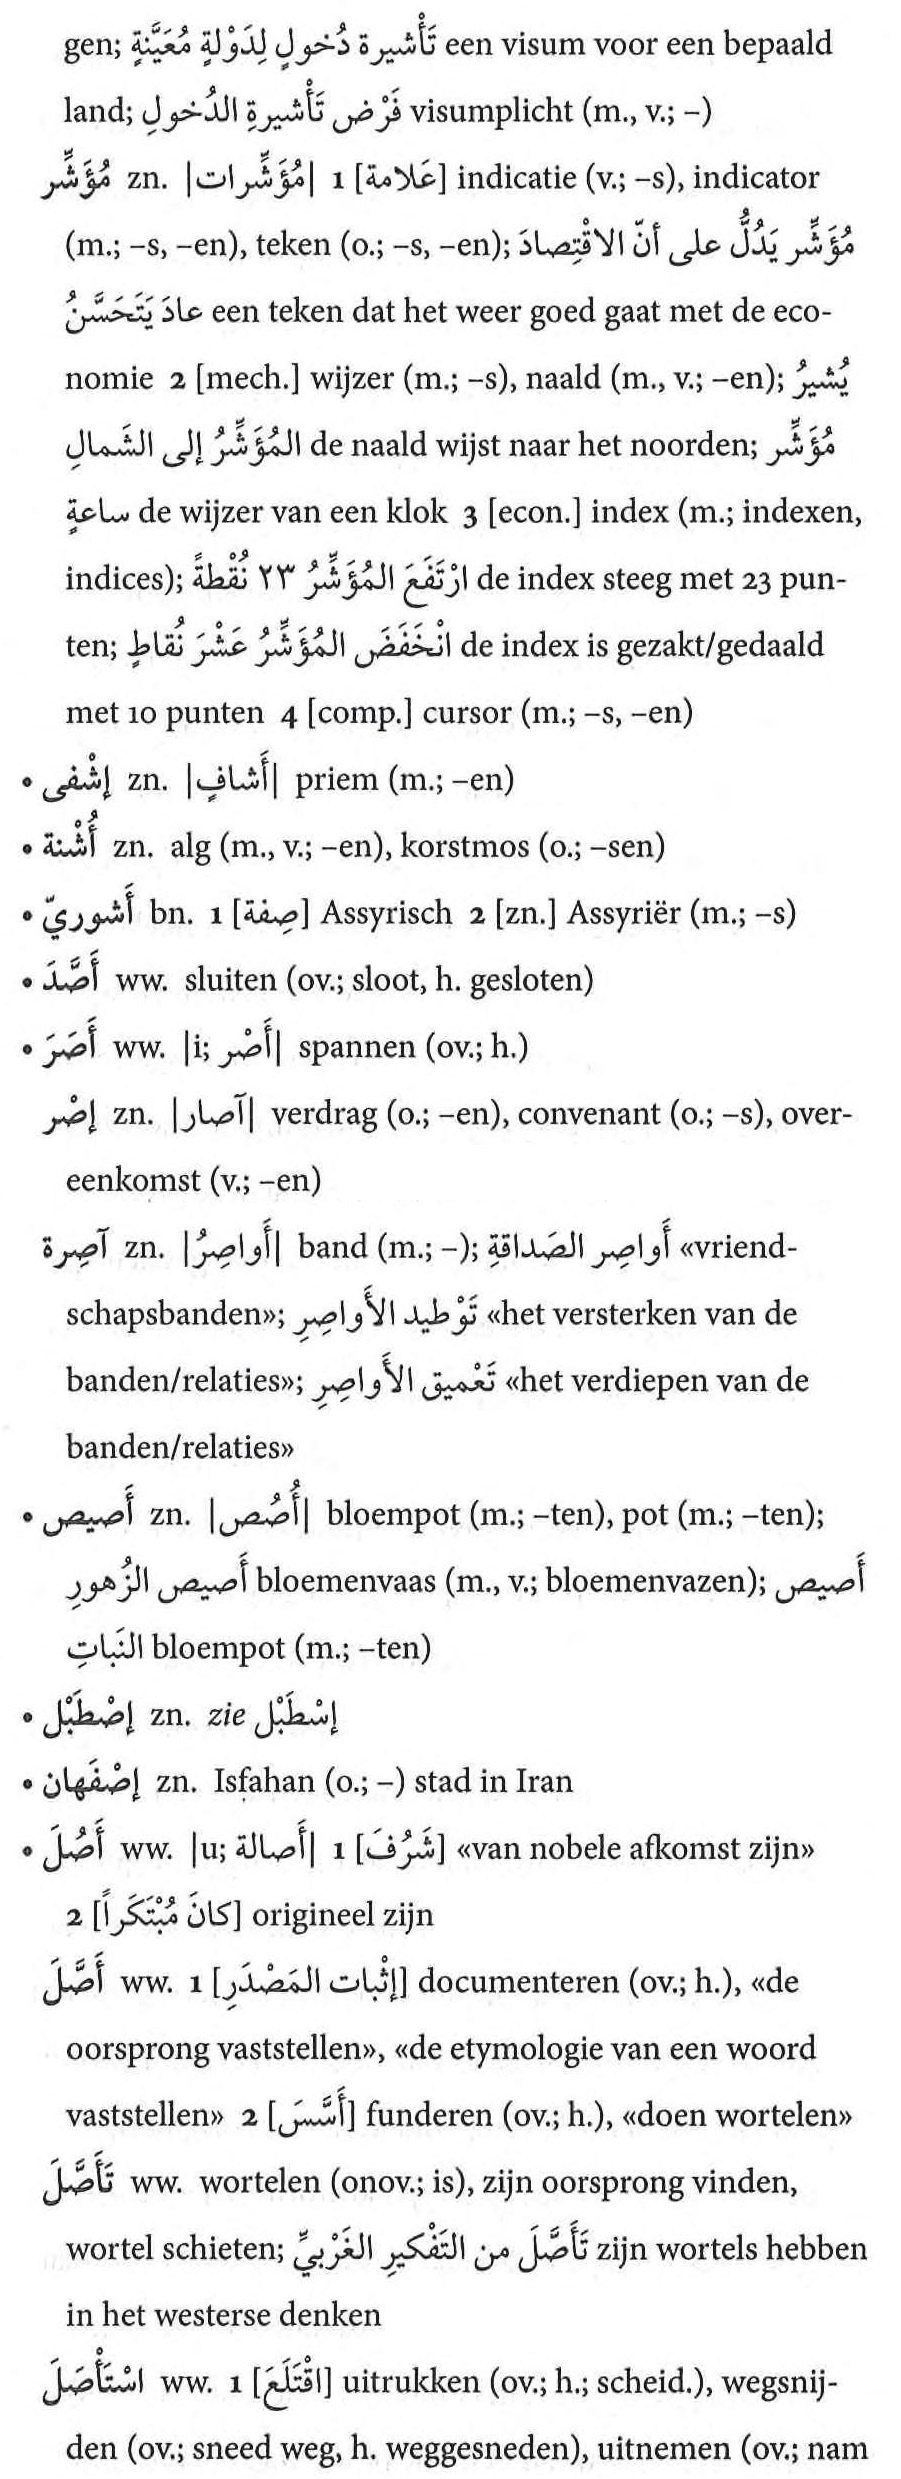 gen; تَأْشيرة دُخولٍ لِدَوْلةٍ مُعَيَّنةٍ een visum voor een bepaald
land; فَرْض تَأْشيرةِ الدُخولِ visumplicht (m., v.; –)
مُؤَشِّر zn. |مُؤَشِّرات| 1 [عَلامة] indicatie (v.; –s), indicator
(m.; –s, –en), teken (o.; –s, –en); مُؤَشِّر يَدُلُّ على أنّ الاقْتِصادَ
عادَ يَتَحَسَّنُ een teken dat het weer goed gaat met de eco-
nomie 2 [mech.] wijzer (m.; –s), naald (m., v.; –en); يُشيرُ
المُؤَشِّرُ إلى الشَمالِ de naald wijst naar het noorden; مُؤَشِّر
ساعةٍ de wijzer van een klok 3 [econ.] index (m.; indexen,
indices); ارْتَفَعَ المُؤَشِّرُ ٢٣ نُقْطةً de index steeg met 23 pun-
ten; انْخَفَضَ المُؤَشِّرُ عَشْرَ نُقاطٍ de index is gezakt/gedaald
met 10 punten 4 [comp.] cursor (m.; –s, –en)
• إشْفى zn. |أَشافٍ| priem (m.; –en)
• أُشْنة zn. alg (m., v.; –en), korstmos (o.; –sen)
• أَشوريّ bn. 1 [صِفة] Assyrisch 2 [zn.] Assyriër (m.; –s)
• أَصَّدَ ww. sluiten (ov.; sloot, h. gesloten)
• أَصَرَ ww. |i; أَصْر| spannen (ov.; h.)
إصْر zn. |آصار| verdrag (o.; –en), convenant (o.; –s), over-
eenkomst (v.; –en)
آصِرة zn. |أَواصِرُ| band (m.; –); أَواصِر الصَداقةِ «vriend-
schapsbanden»; تَوْطيد الأَواصِرِ «het versterken van de
banden/relaties»; تَعْميق الأَواصِرِ «het verdiepen van de
banden/relaties»
• أَصيص zn. |أُصُص| bloempot (m.; –ten), pot (m.; –ten);
أَصيص الزُهورِ bloemenvaas (m., v.; bloemenvazen); أَصيص
النَباتِ bloempot (m.; –ten)
• إصْطَبْل zn. zie إسْطَبْل
• إصْفَهان zn. Isfahan (o.; –) stad in Iran
• أَصُلَ ww. |u; أَصالة| 1 [شَرُفَ] «van nobele afkomst zijn»
2 [كانَ مُبْتَكَراً] origineel zijn
أَصَّلَ ww. 1 [إثْبات المَصْدَرِ] documenteren (ov.; h.), «de
oorsprong vaststellen», «de etymologie van een woord
vaststellen» 2 [أَسَّسَ] funderen (ov.; h.), «doen wortelen»
تَأَصَّلَ ww. wortelen (onov.; is), zijn oorsprong vinden,
wortel schieten; تَأَصَّلَ من التَفْكيرِ الغَرْبيِّ zijn wortels hebben
in het westerse denken
اسْتَأْصَلَ ww. 1 [اقْتَلَعَ] uitrukken (ov.; h.; scheid.), wegsnij-
den (ov.; sneed weg, h. weggesneden), uitnemen (ov.; nam